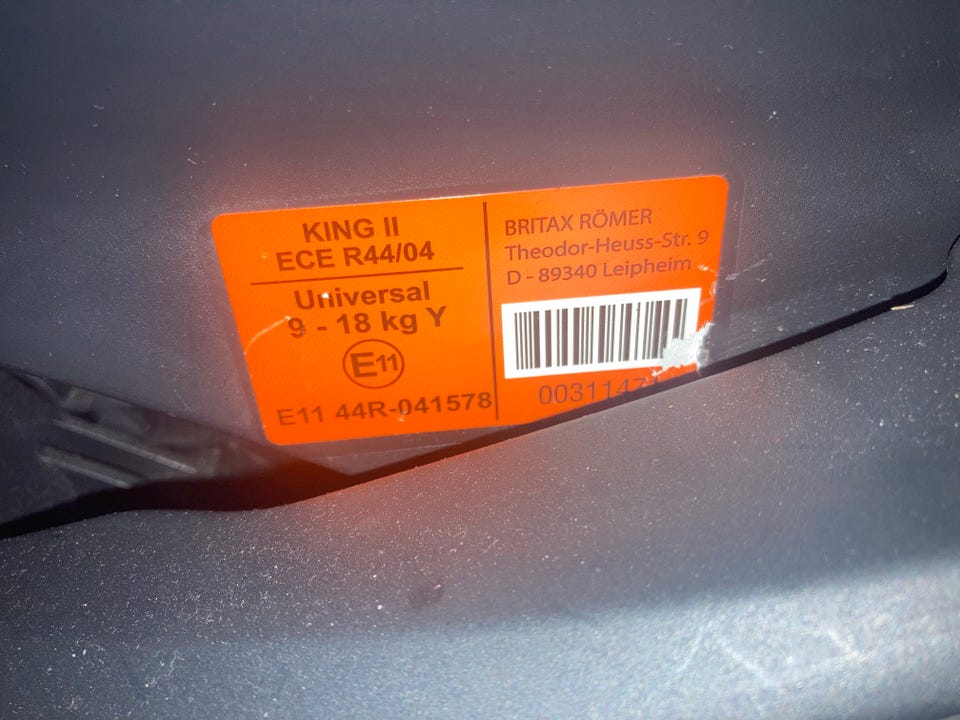 KING II
ECE R44/04
Universal
9 - 18 kg Y
E11
E11 44R-041578
BRITAX RÖMER
Theodor-Heuss-Str. 9
D - 89340 Leipheim